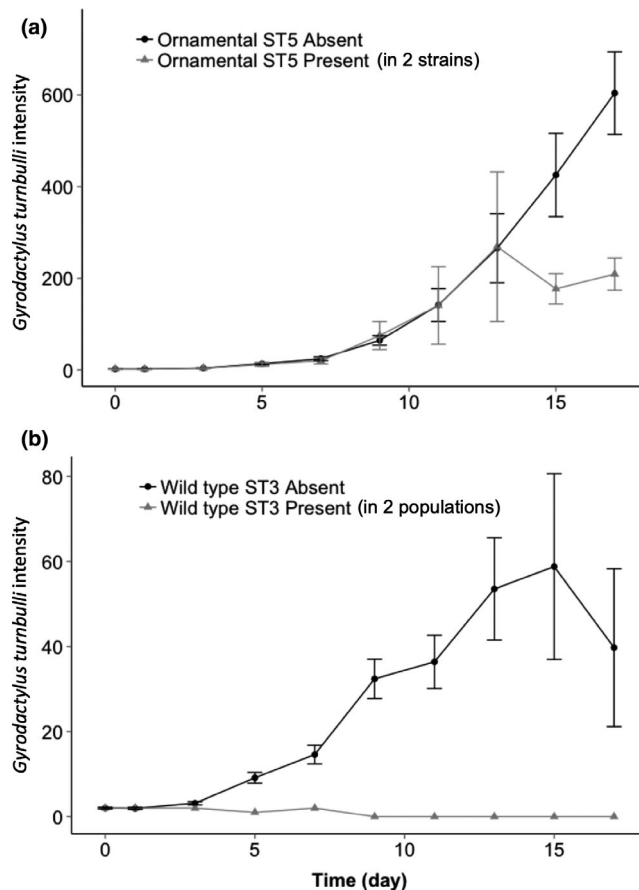 (a)
Ornamental ST5 Absent
Ornamental ST5 Present (in 2 strains)
Gyrodactylus turnbulli intensity
600
400
200
0
0 5 10 15
(b)
Wild type ST3 Absent
Wild type ST3 Present (in 2 populations)
Gyrodactylus turnbulli intensity
80
60
40
20
0
0 5 10 15
Time (day)